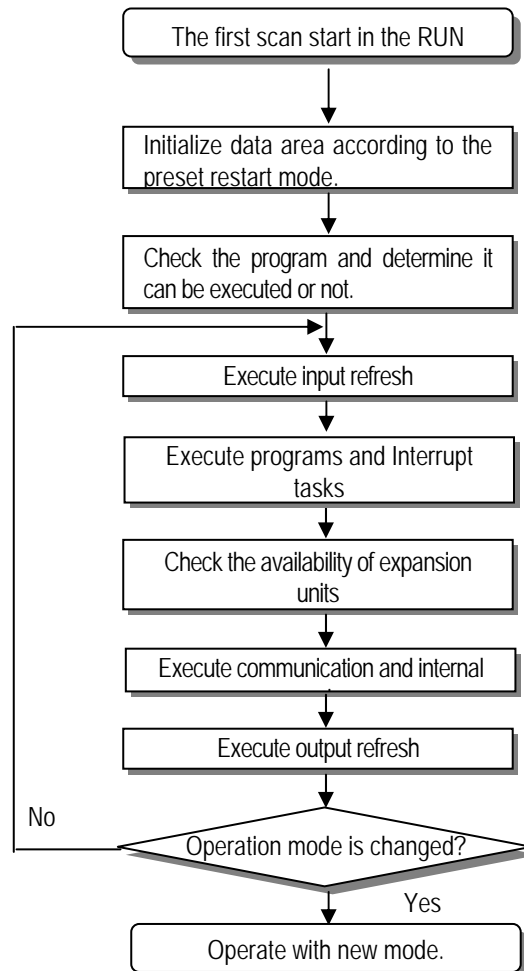 The first scan start in the RUN
Initialize data area according to the
preset restart mode.
Check the program and determine it
can be executed or not.
Execute input refresh
Execute programs and Interrupt
tasks
Check the availability of expansion
units
Execute communication and internal
Execute output refresh
No
Operation mode is changed?
Yes
Operate with new mode.